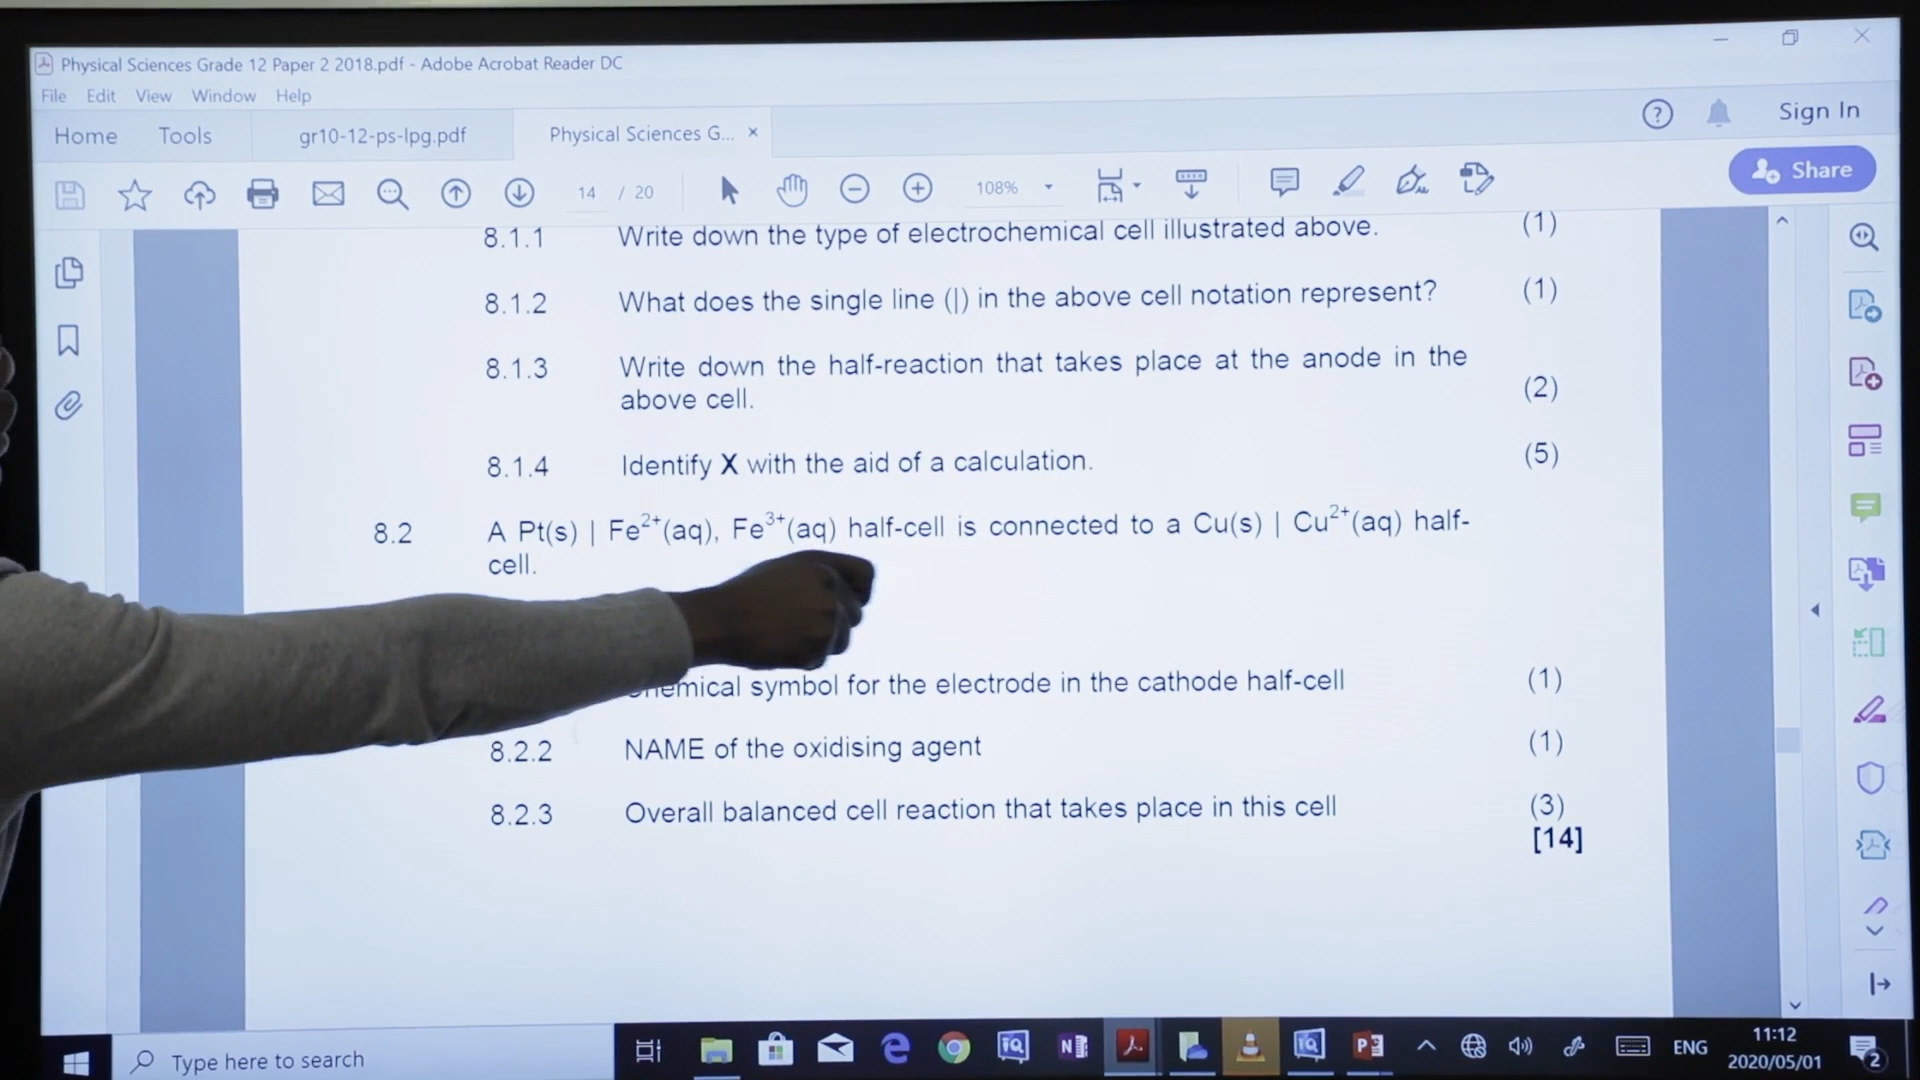 Physical Sciences Grade 12 Paper 2 2018.pdf - Adobe Acrobat Reader DC
File Edit View Window Help
Home Tools gr10-12-ps-lpg.pdf Physical Sciences G... × Sign In
14 / 20 108% Share
8.1.1 Write down the type of electrochemical cell illustrated above. (1)
8.1.2 What does the single line (|) in the above cell notation represent? (1)
8.1.3 Write down the half-reaction that takes place at the anode in the
above cell. (2)
8.1.4 Identify X with the aid of a calculation. (5)
8.2 A Pt(s) | Fe²⁺(aq), Fe³⁺(aq) half-cell is connected to a Cu(s) | Cu²⁺(aq) half-
cell.
symbol for the electrode in the cathode half-cell (1)
8.2.2 NAME of the oxidising agent (1)
8.2.3 Overall balanced cell reaction that takes place in this cell (3)
[14]
Type here to search ENG 11:12
2020/05/01 2